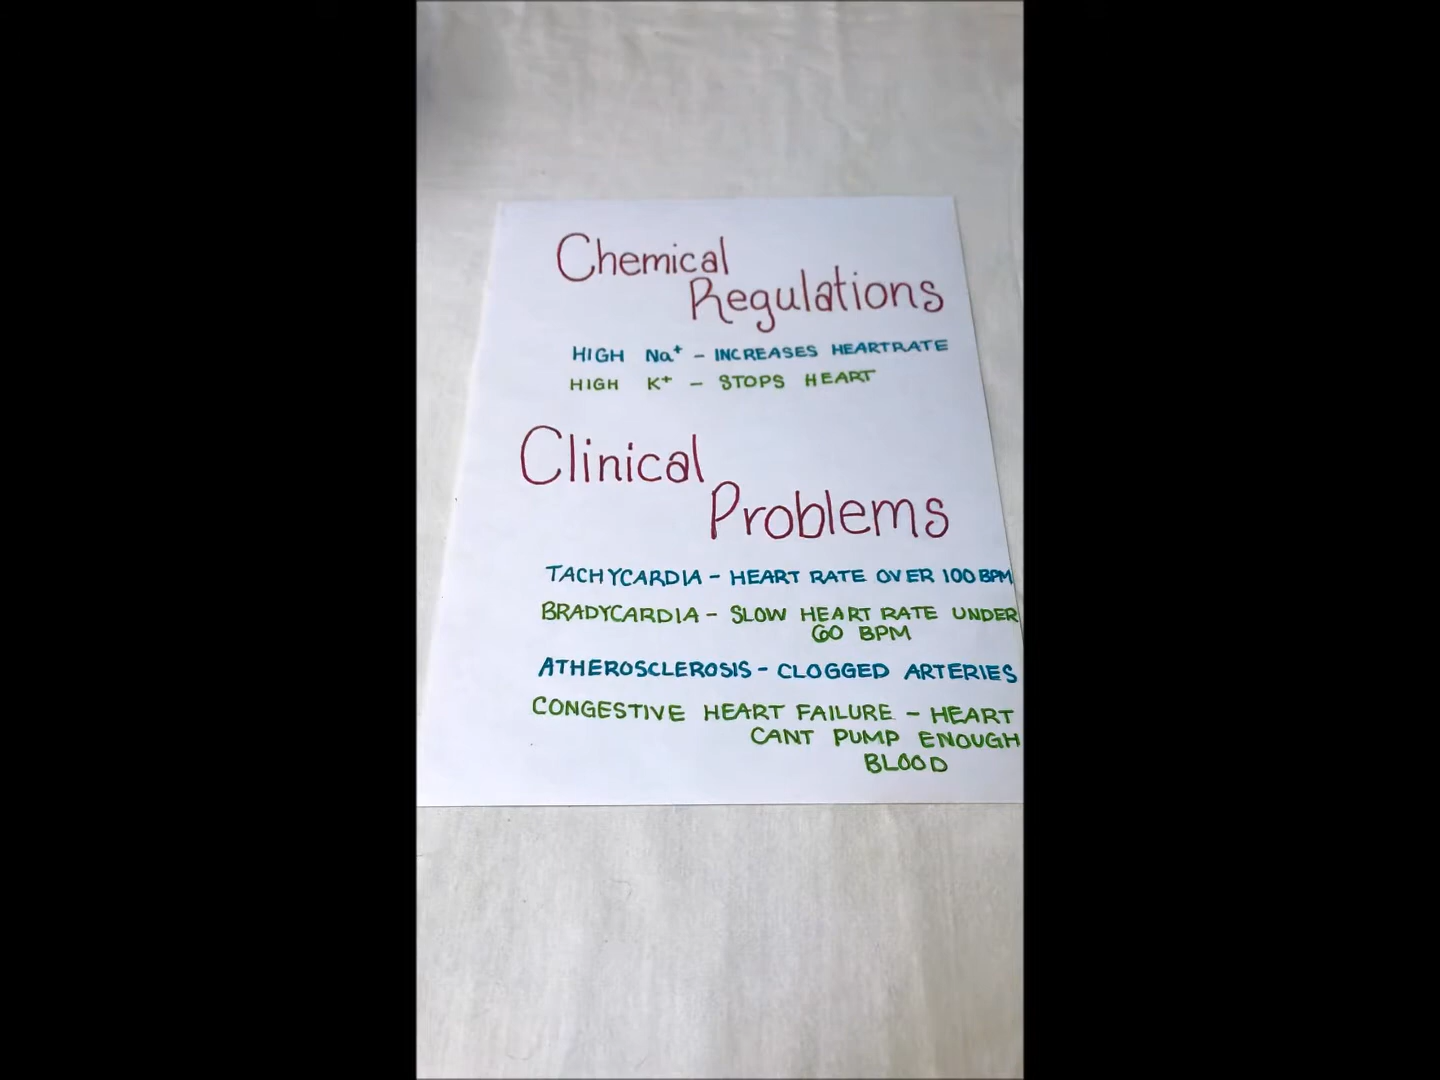 Chemical
Regulations
HIGH Na⁺ – INCREASES HEARTRATE
HIGH K⁺ – STOPS HEART
Clinical
Problems
TACHYCARDIA – HEART RATE OVER 100 BPM
BRADYCARDIA – SLOW HEART RATE UNDER
60 BPM
ATHEROSCLEROSIS – CLOGGED ARTERIES
CONGESTIVE HEART FAILURE – HEART
CANT PUMP ENOUGH
BLOOD